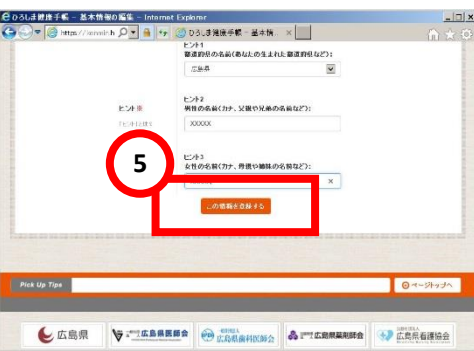 ひろしま健康手帳 - 基本情報の編集 - Internet Explorer
ひろしま健康手帳 - 基本情...
ヒント1
都道府県の名前(あなたの生まれた都道府県など):
広島県
ヒント2
ヒント※
男性の名前(カナ、父親や兄弟の名前など):
XXXXX
ヒント3
女性の名前(カナ、母親や姉妹の名前など):
5
この情報を登録する
Pick Up Tips
ページトップへ
広島県
広島県医師会
広島県歯科医師会
広島県薬剤師会
広島県看護協会